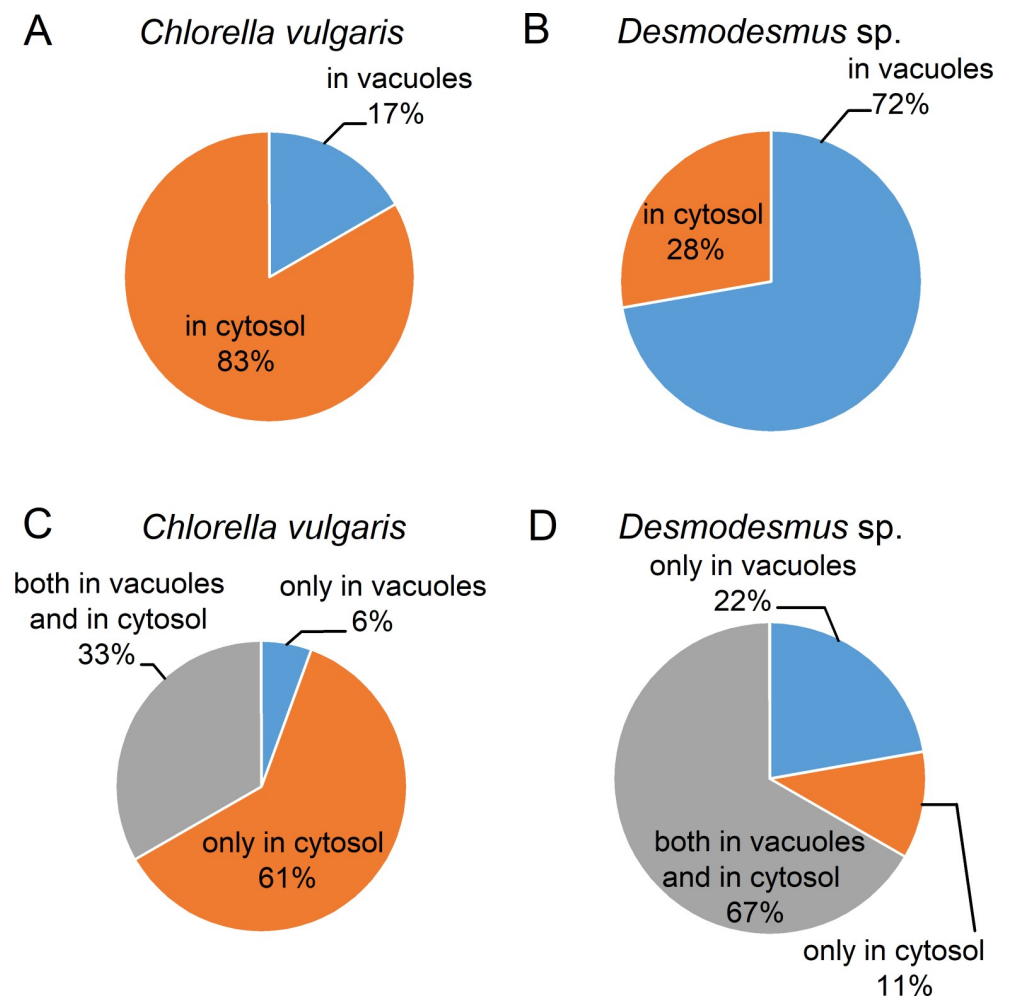 A
Chlorella vulgaris
in vacuoles
17%
in cytosol
83%
B
Desmodesmus sp.
in vacuoles
72%
in cytosol
28%
C
Chlorella vulgaris
both in vacuoles
and in cytosol
33%
only in vacuoles
6%
only in cytosol
61%
D
Desmodesmus sp.
only in vacuoles
22%
both in vacuoles
and in cytosol
67%
only in cytosol
11%